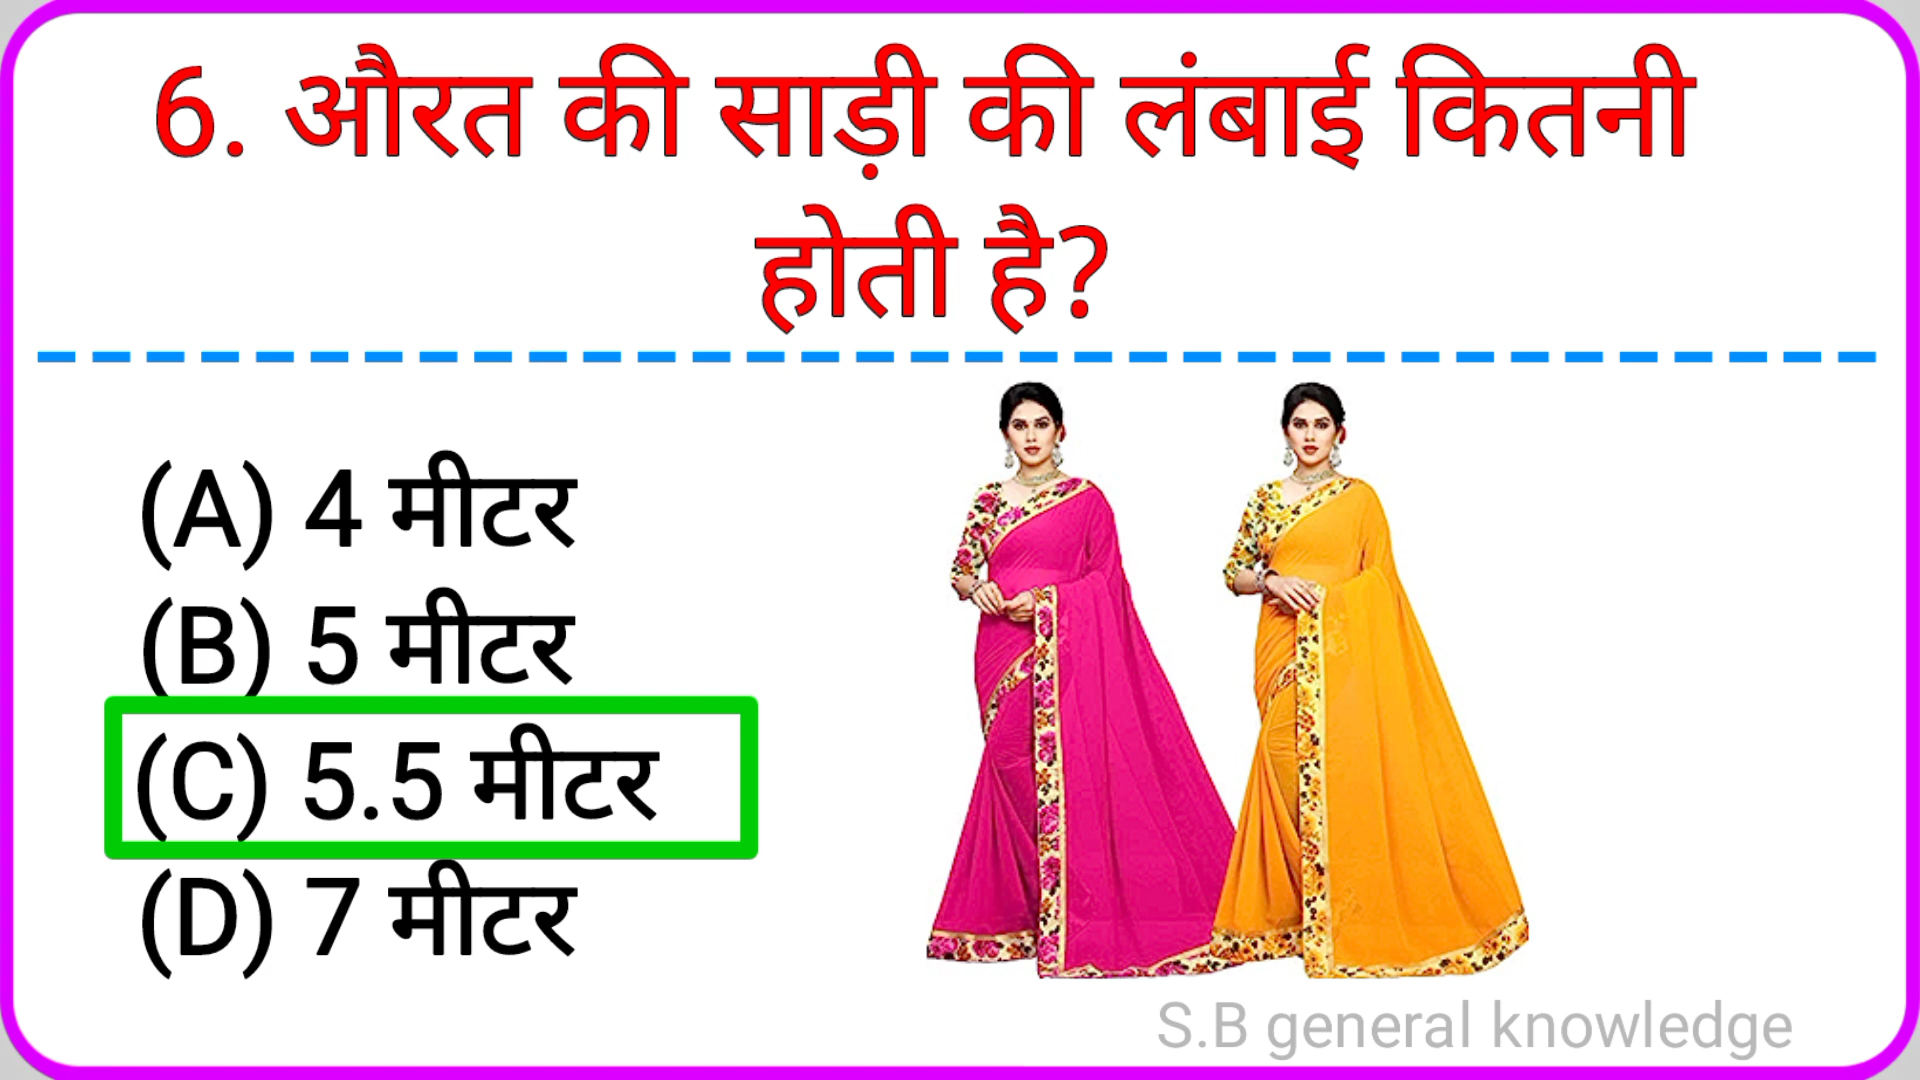 6. औरत की साड़ी की लंबाई कितनी
होती है?
(A) 4 मीटर
(B) 5 मीटर
(C) 5.5 मीटर
(D) 7 मीटर
S.B general knowledge